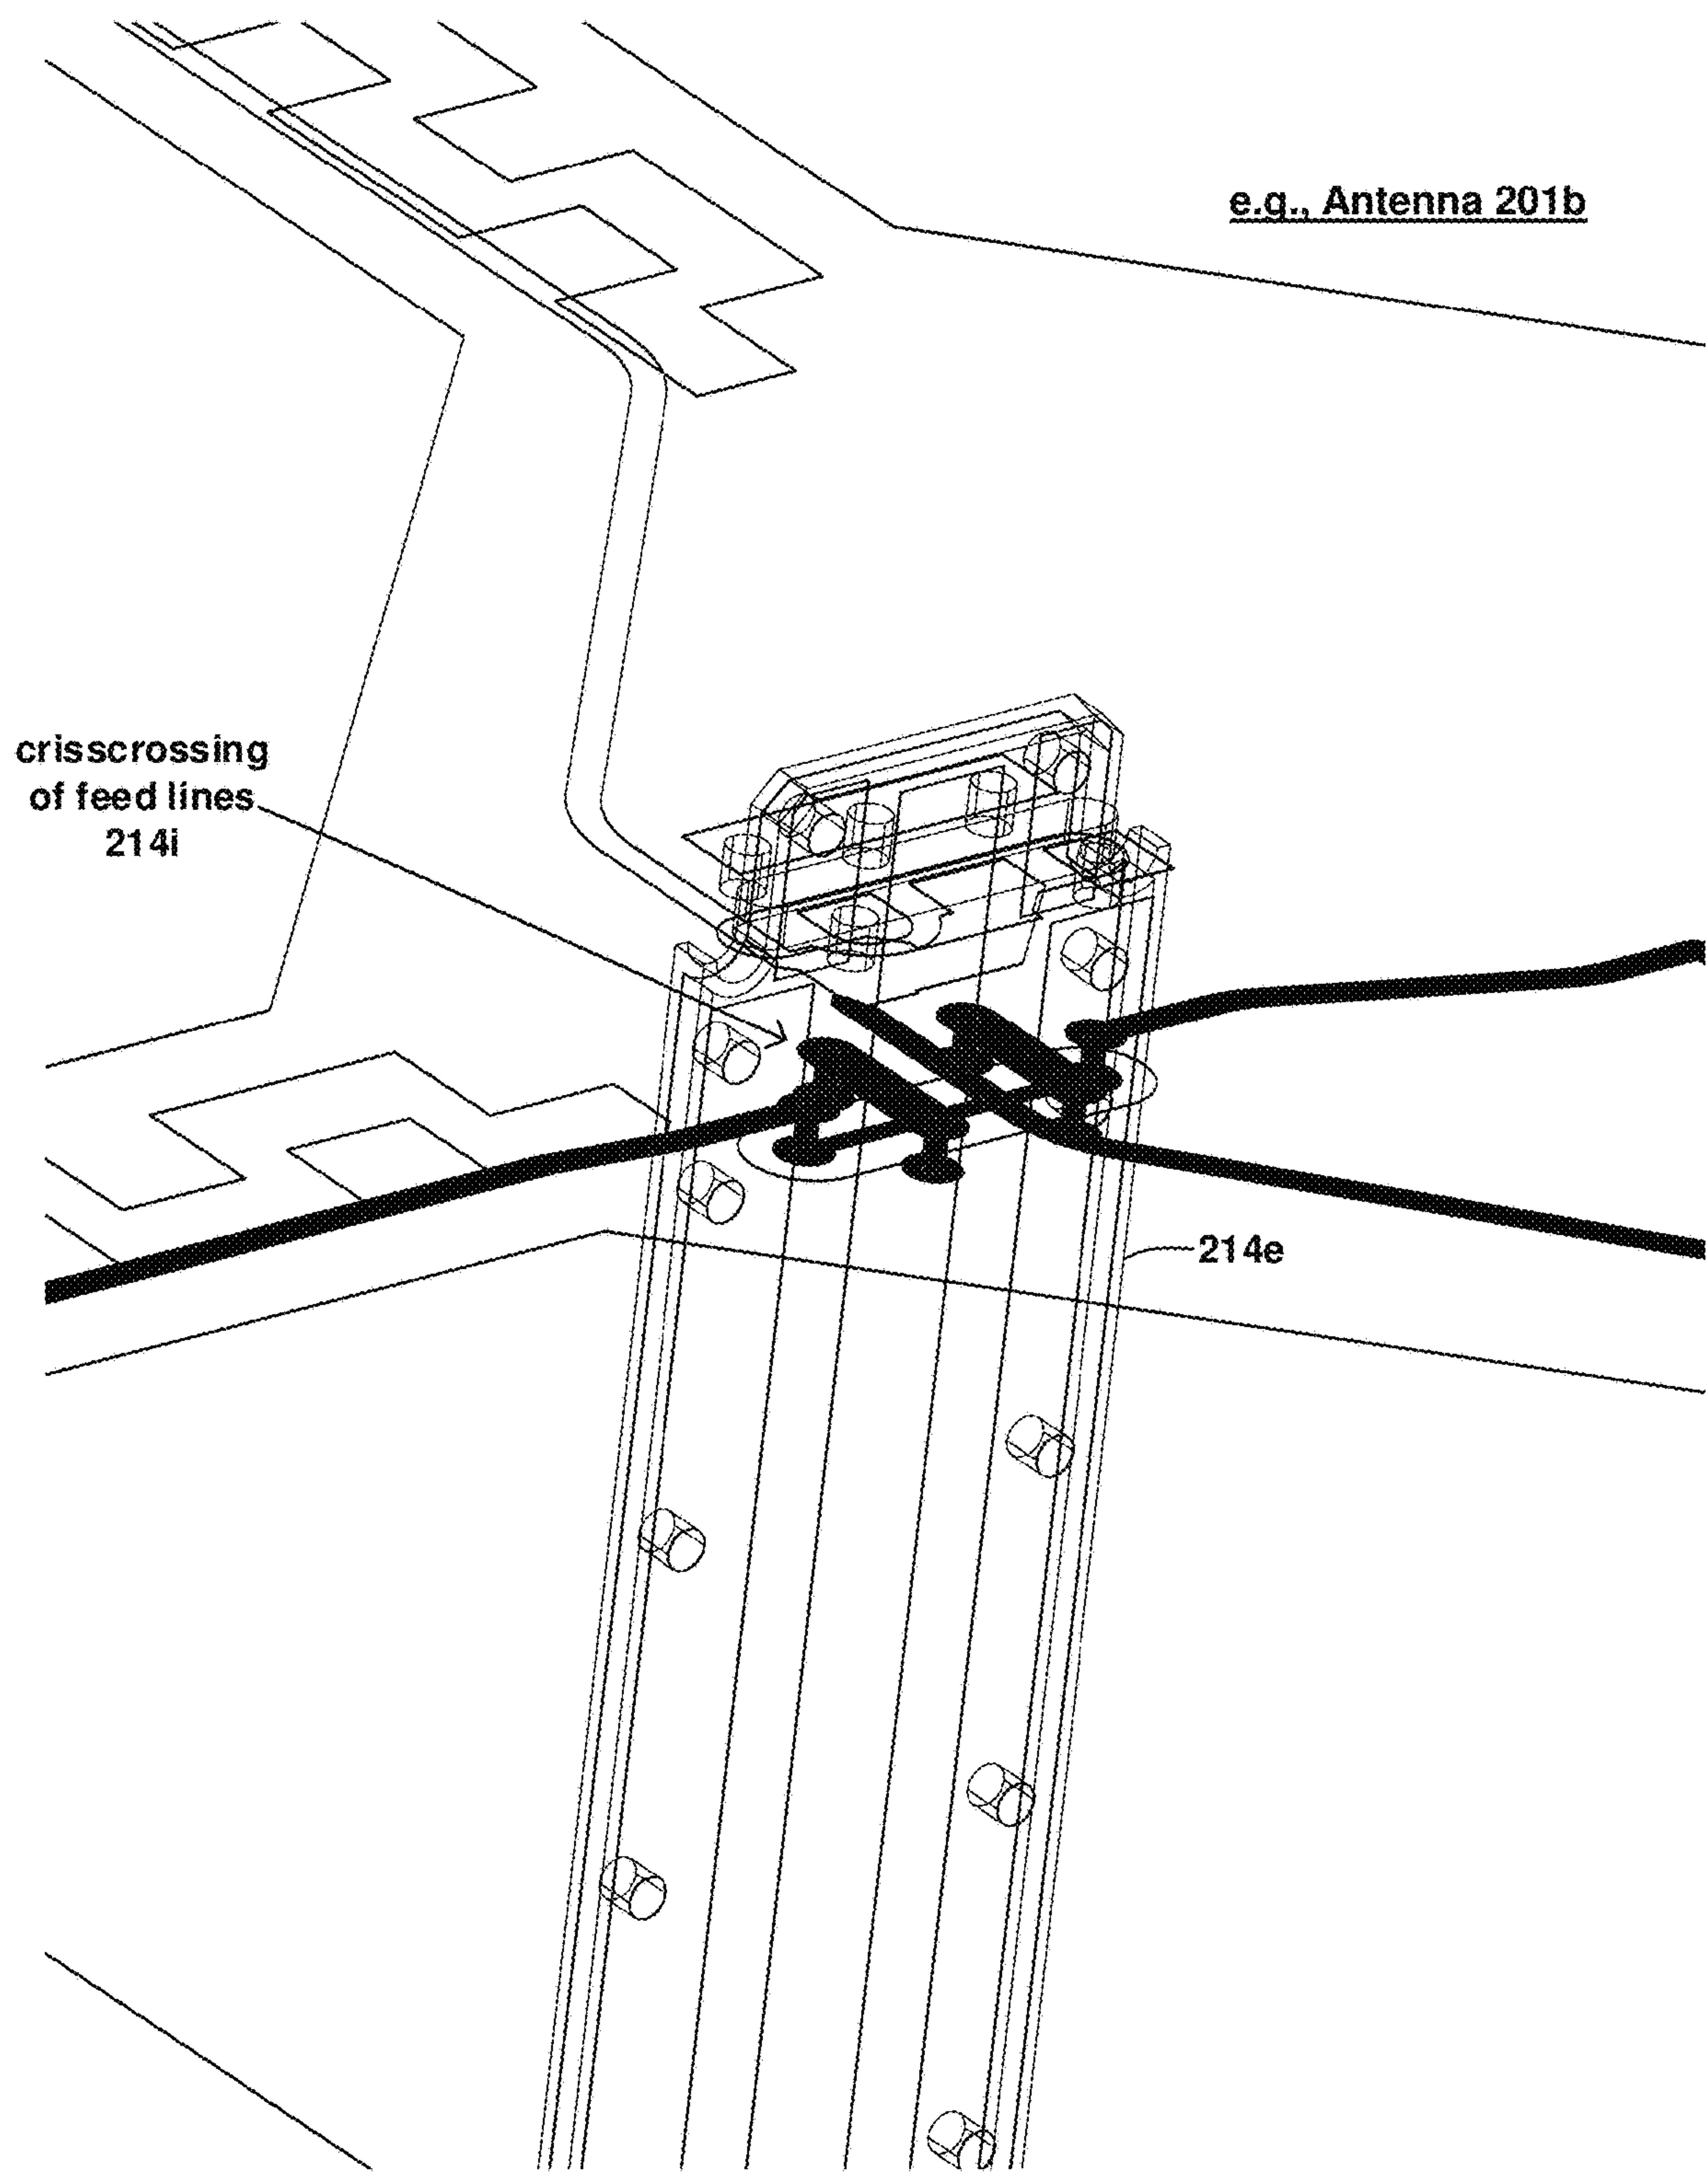 e.g., Antenna 201b
crisscrossing
of feed lines
214i
214e